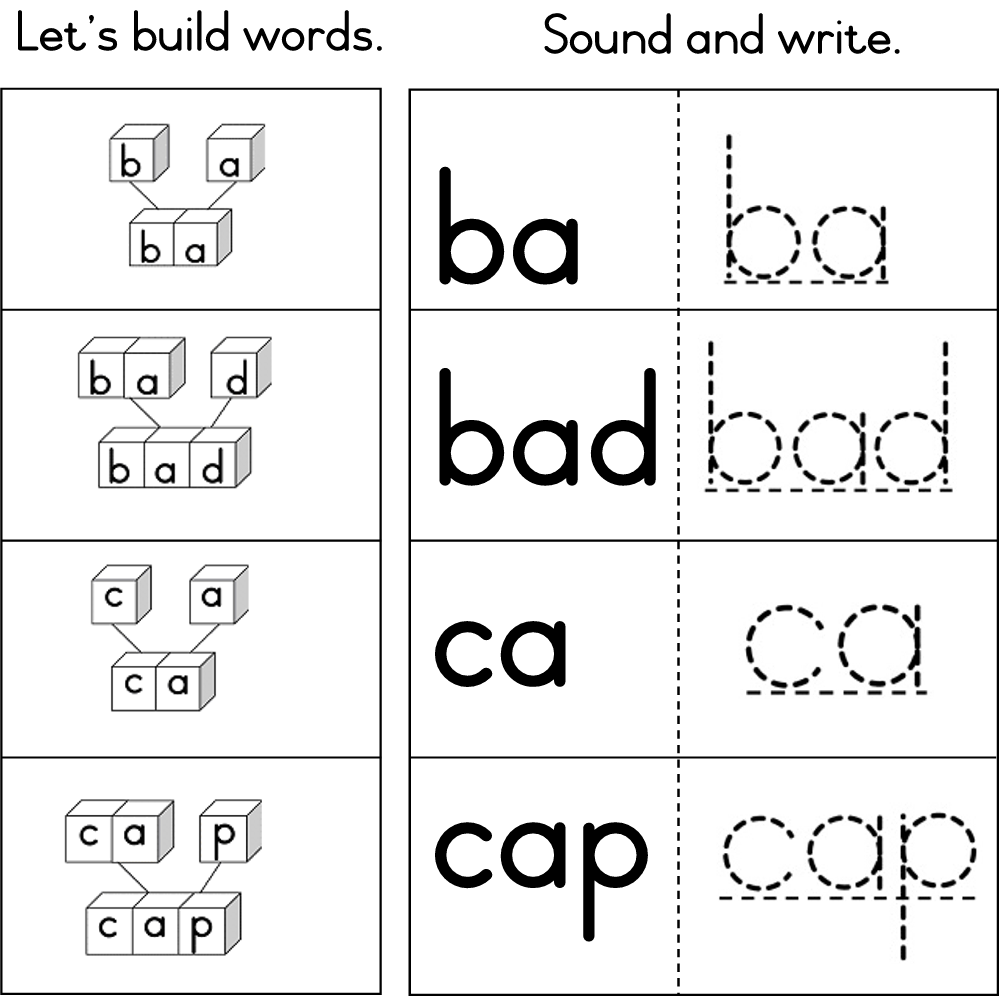 Let's build words.
Sound and write.
b a
b a
ba ba
b a d
b a d
bad bad
c a
c a
ca ca
c a p
c a p
cap cap